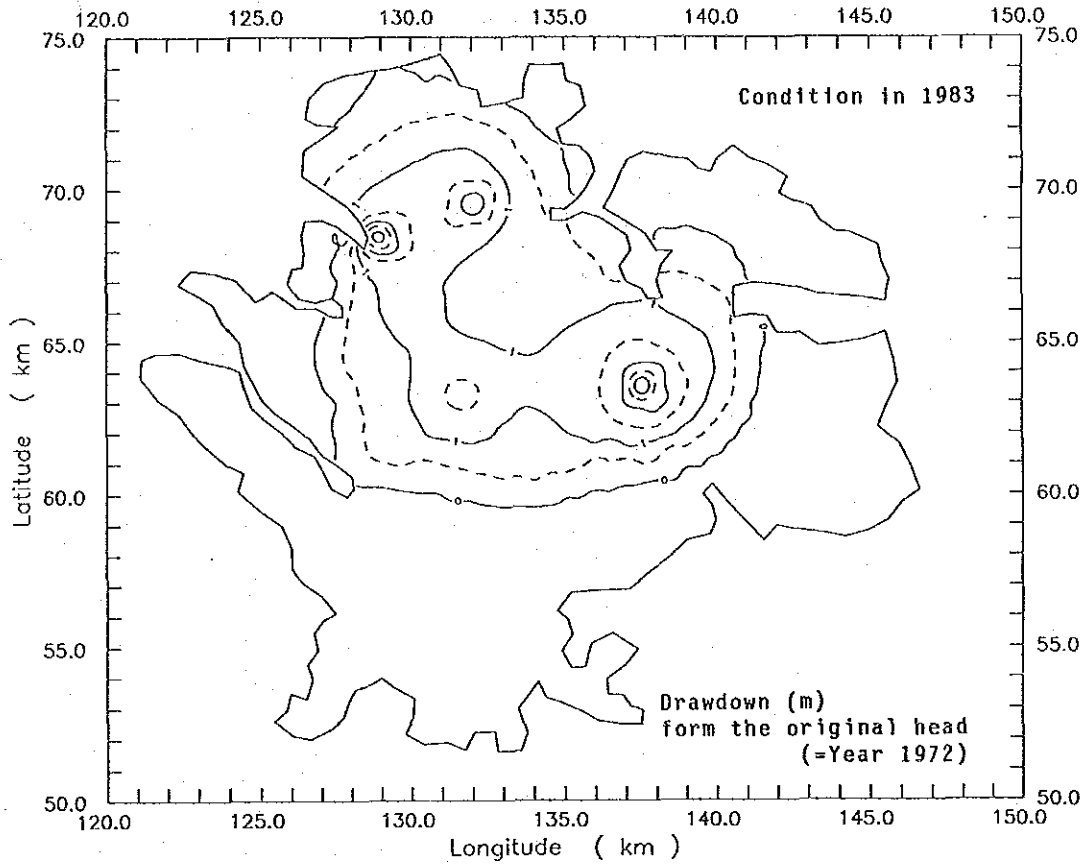 120.0 125.0 130.0 135.0 140.0 145.0 150.0
75.0 75.0
Condition in 1983
70.0 70.0
65.0 65.0
Latitude ( km )
60.0 60.0
55.0 55.0
Drawdown (m)
form the original head
(=Year 1972)
50.0 50.0
120.0 125.0 130.0 135.0 140.0 145.0 150.0
Longitude ( km )